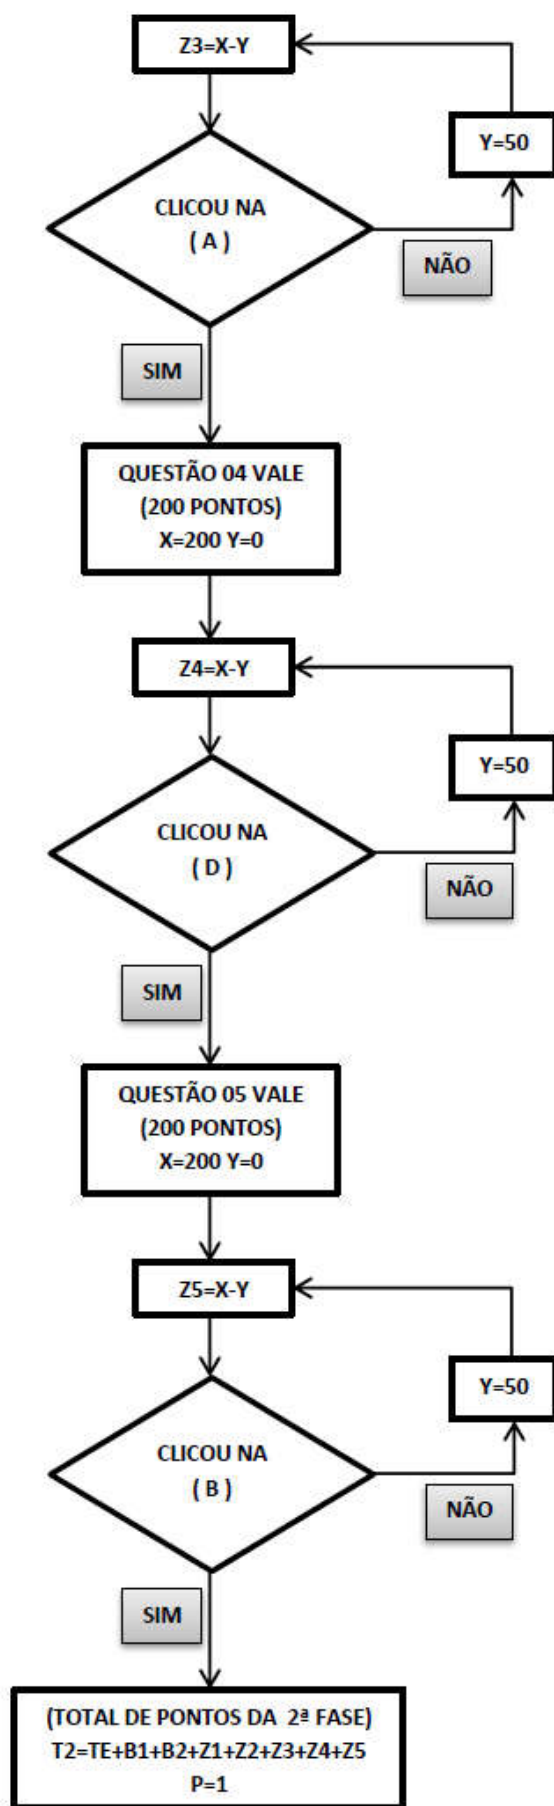 Z3=X-Y
Y=50
CLICOU NA
( A )
NÃO
SIM
QUESTÃO 04 VALE
(200 PONTOS)
X=200 Y=0
Z4=X-Y
Y=50
CLICOU NA
( D )
NÃO
SIM
QUESTÃO 05 VALE
(200 PONTOS)
X=200 Y=0
Z5=X-Y
Y=50
CLICOU NA
( B )
NÃO
SIM
(TOTAL DE PONTOS DA 2ª FASE)
T2=TE+B1+B2+Z1+Z2+Z3+Z4+Z5
P=1